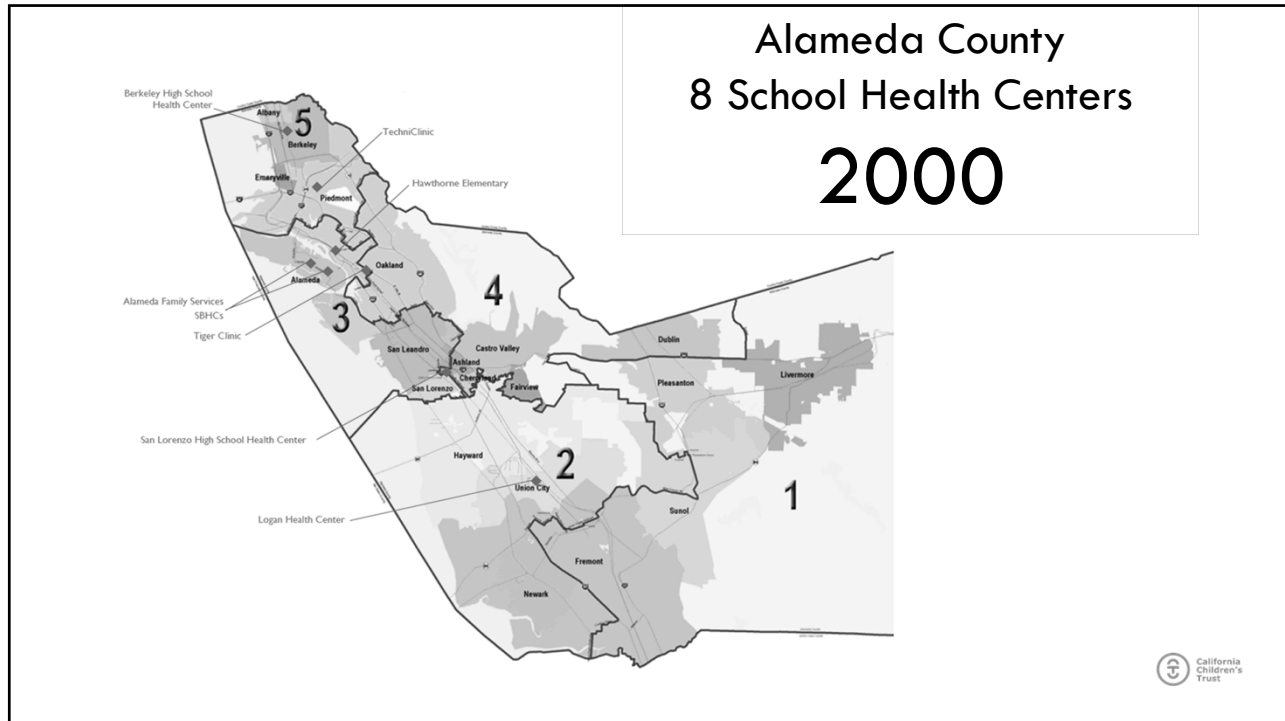 Alameda County
8 School Health Centers
2000
Berkeley High School
Health Center
Albany
5
Berkeley
TechniClinic
Emeryville
Hawthorne Elementary
Piedmont
Oakland
Alameda
4
Alameda Family Services
SBHCs
3
Tiger Clinic
San Leandro
Castro Valley
Dublin
Ashland
Cherryland
Livermore
Pleasanton
San Lorenzo
Fairview
San Lorenzo High School Health Center
Hayward
2
Union City
1
Logan Health Center
Sunol
Fremont
Newark
California
Children's
Trust